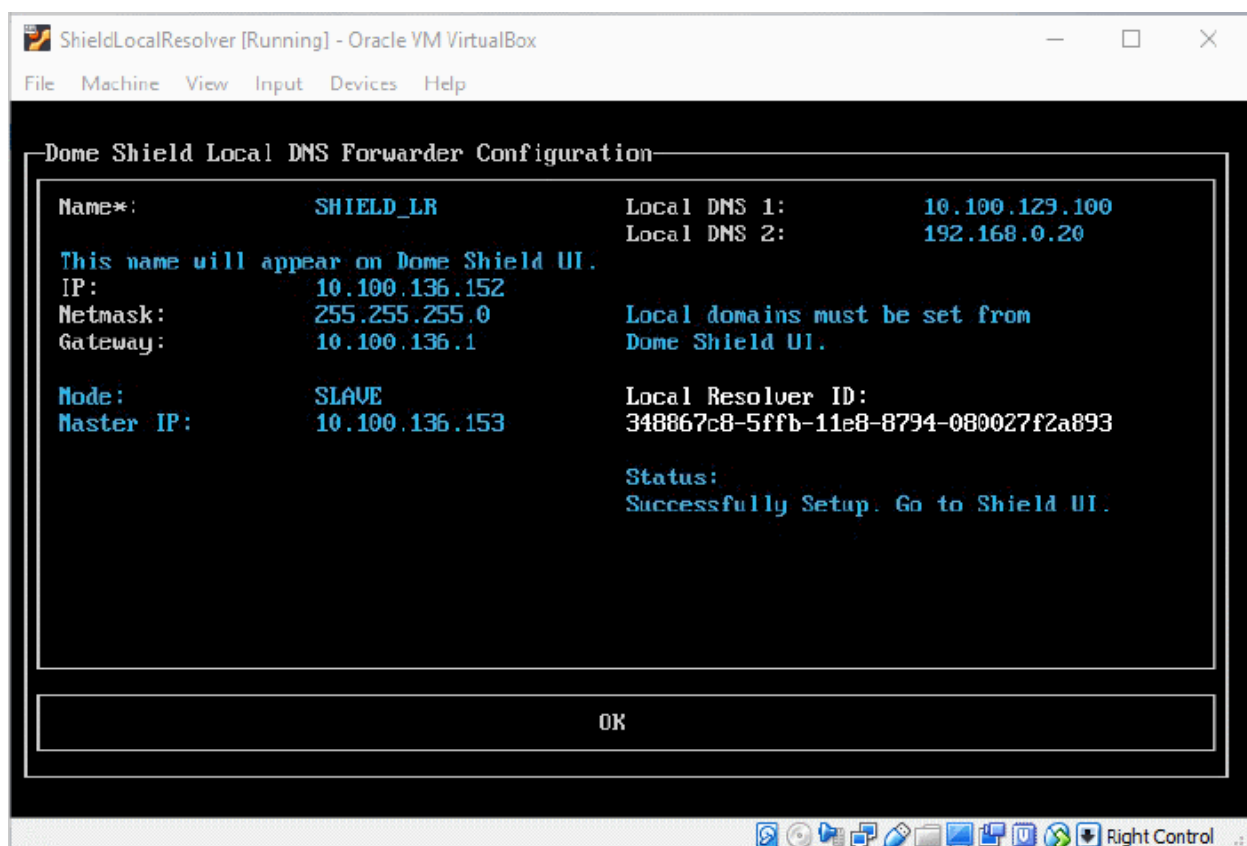 ShieldLocalResolver [Running] - Oracle VM VirtualBox
File Machine View Input Devices Help
Dome Shield Local DNS Forwarder Configuration
Name*: SHIELD_LR
This name will appear on Dome Shield UI.
IP: 10.100.136.152
Netmask: 255.255.255.0
Gateway: 10.100.136.1
Mode: SLAVE
Master IP: 10.100.136.153
Local DNS 1: 10.100.129.100
Local DNS 2: 192.168.0.20
Local domains must be set from
Dome Shield UI.
Local Resolver ID:
348867c8-5ffb-11e8-8794-080027f2a893
Status:
Successfully Setup. Go to Shield UI.
OK
Right Control